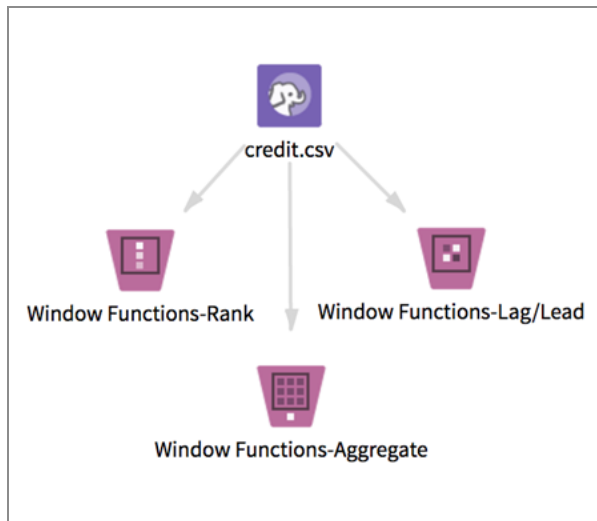 credit.csv
Window Functions-Rank
Window Functions-Lag/Lead
Window Functions-Aggregate